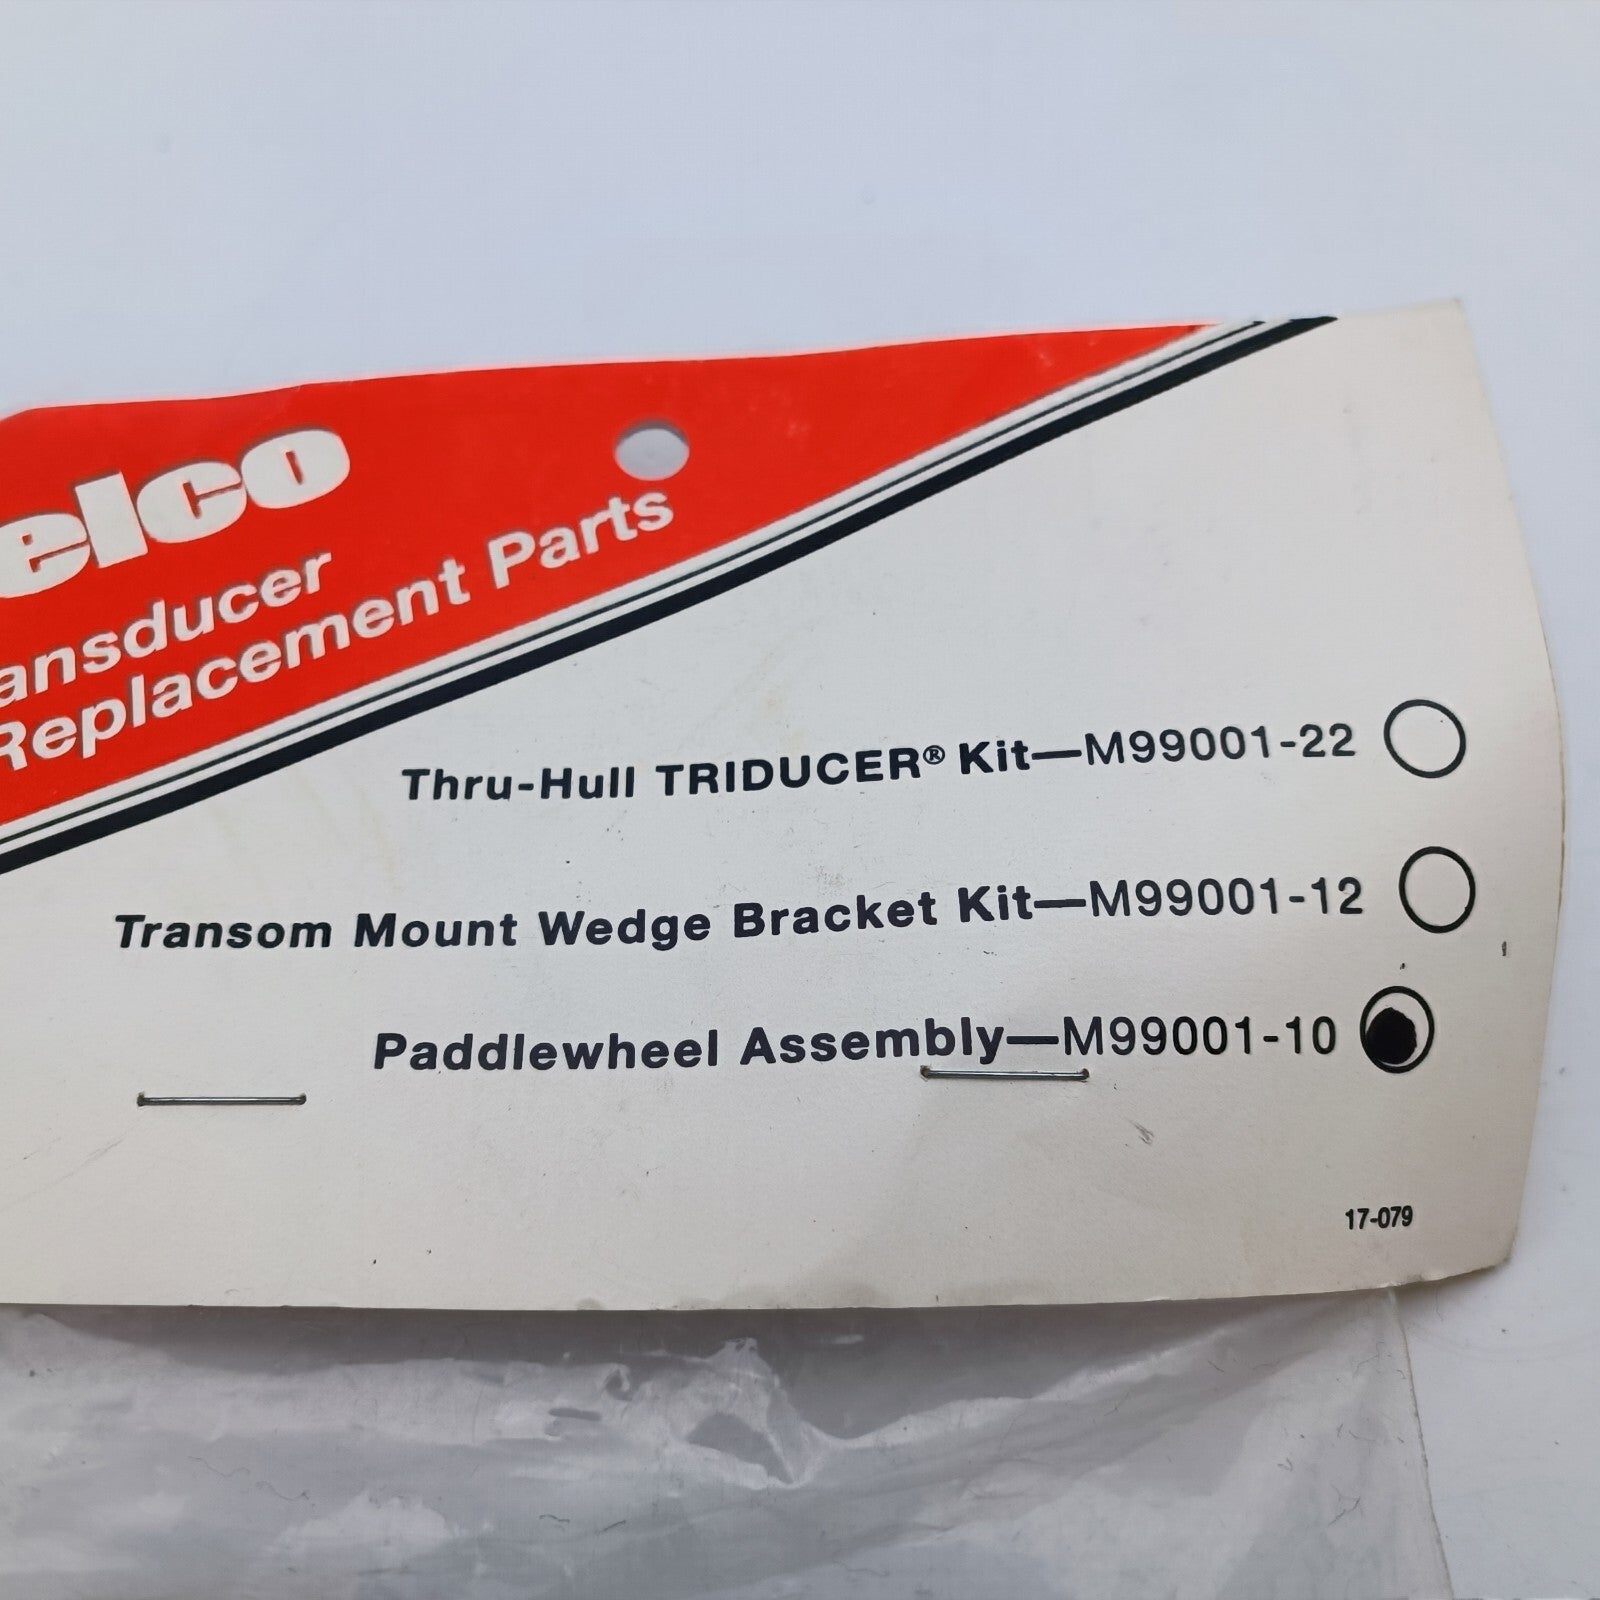 elco
ansducer
Replacement Parts
Thru-Hull TRIDUCER® Kit—M99001-22
Transom Mount Wedge Bracket Kit—M99001-12
Paddlewheel Assembly—M99001-10
17-079